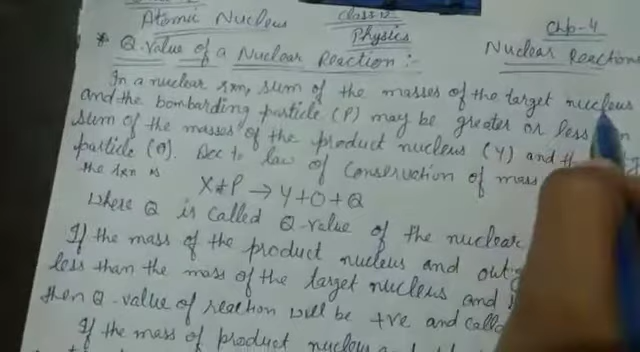 Atomic Nucleus
Class 12
Physics
Chp-4
Nuclear Reactions
* Q-Value of a Nuclear Reaction :-
In a nuclear rxn, sum of the masses of the target nucleus
and the bombarding particle (P) may be greater or less
sum of the masses of the product nucleus (Y) and
particle (O). Acc to law of conservation of mass
the rxn is
X+P → Y+O+Q
where Q is called Q-value of the nuclear
If the mass of the product nucleus and
less than the mass of the target nucleus and
then Q-value of reaction will be +ve and
If the mass of product nucleus and